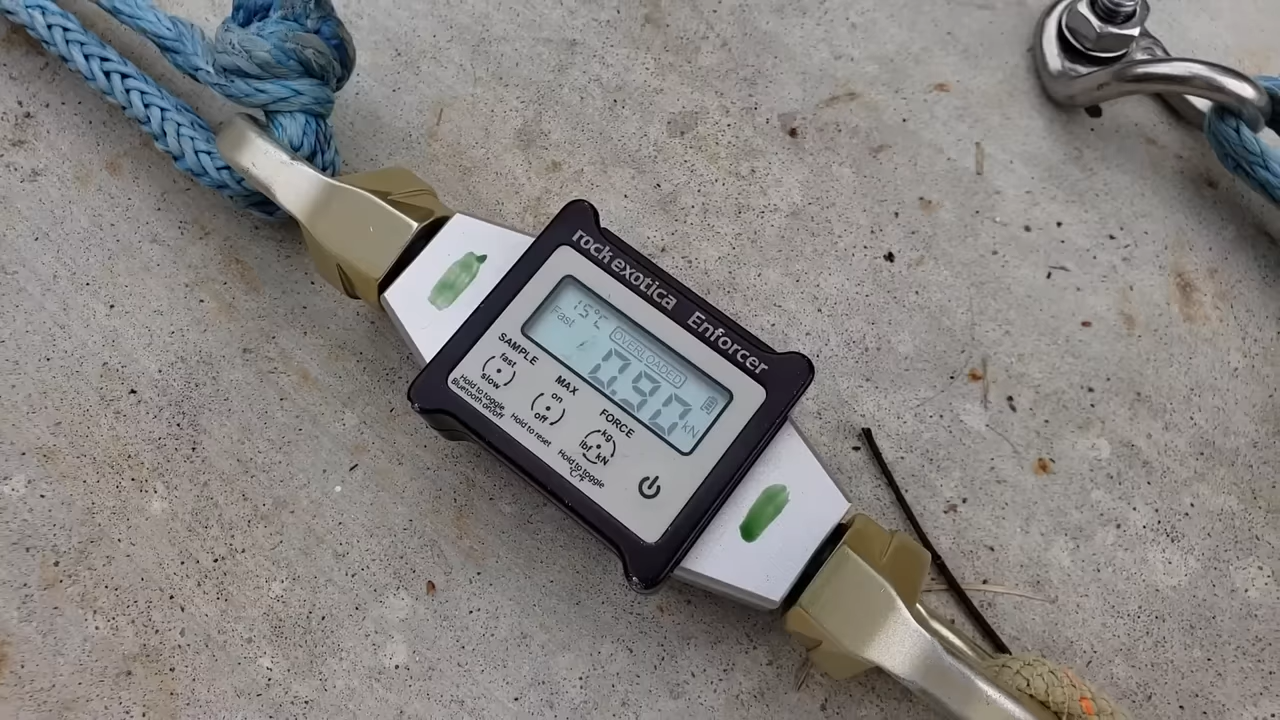 rock exotica Enforcer
15°C
Fast
OVERLOADED
0.90 kN
SAMPLE
fast
slow
Hold to toggle
Bluetooth on/off
MAX
on
off
Hold to reset
FORCE
kg
lbf kN
Hold to toggle
°C/°F